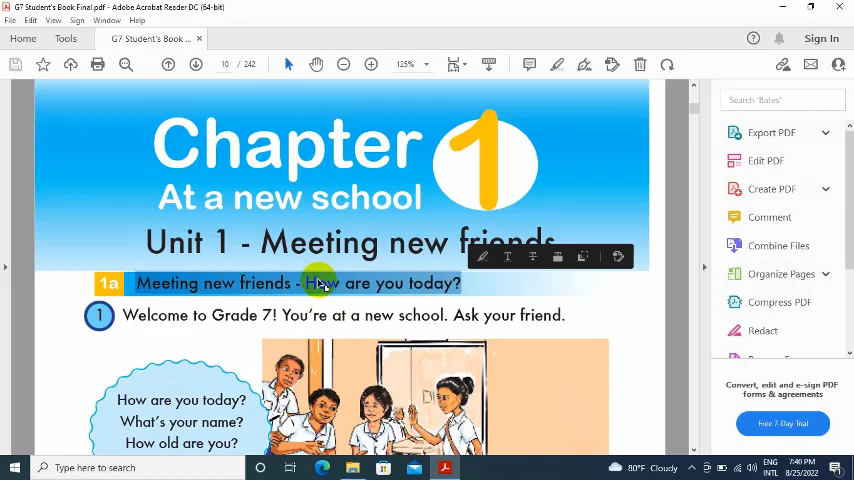 G7 Student's Book Final.pdf - Adobe Acrobat Reader DC (64-bit)
File Edit View Sign Window Help
Home Tools G7 Student's Book ... × Sign In
10 / 242 125%
Search 'Bates'
Chapter 1
At a new school
Unit 1 - Meeting new friends
1a Meeting new friends - How are you today?
1 Welcome to Grade 7! You're at a new school. Ask your friend.
How are you today?
What's your name?
How old are you?
Export PDF
Edit PDF
Create PDF
Comment
Combine Files
Organize Pages
Compress PDF
Redact
Convert, edit and e-sign PDF
forms & agreements
Free 7-Day Trial
Type here to search
80°F Cloudy
ENG
INTL
7:40 PM
8/25/2022